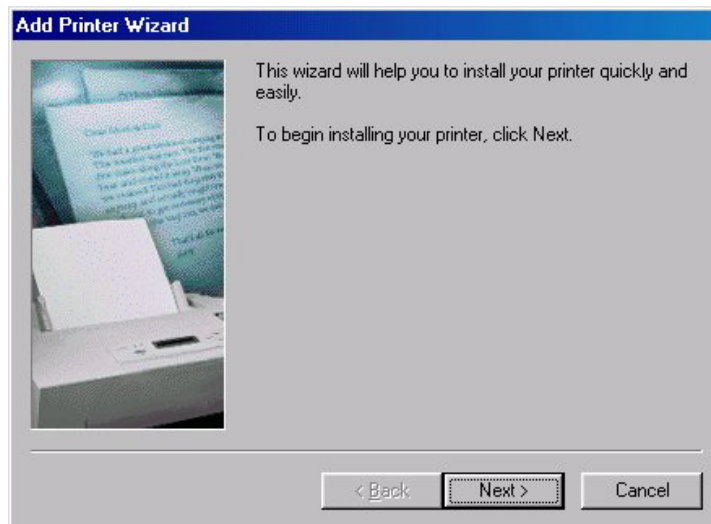 Add Printer Wizard
This wizard will help you to install your printer quickly and
easily.
To begin installing your printer, click Next.
< Back
Next >
Cancel